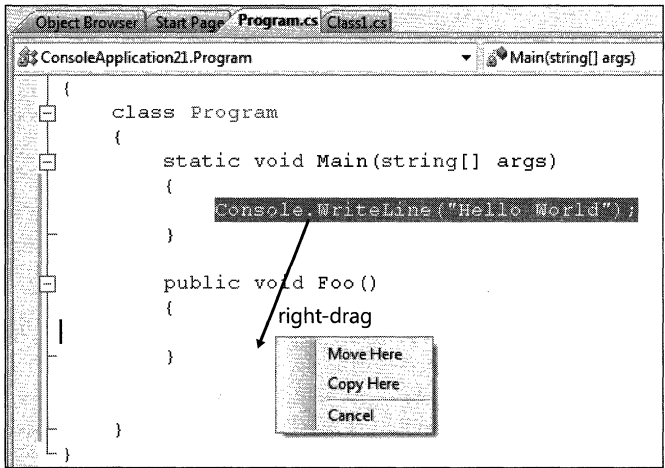 Object Browser Start Page Program.cs Class1.cs
ConsoleApplication21.Program Main(string[] args)
{
class Program
{
static void Main(string[] args)
{
Console.WriteLine("Hello World");
}
public void Foo()
{
right-drag
}
Move Here
Copy Here
Cancel
}
}